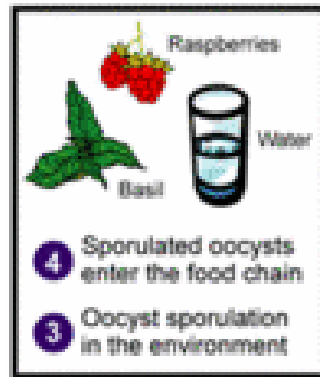 Raspberries
Water
Basil
4 Sporulated oocysts
enter the food chain
3 Oocyst sporulation
in the environment